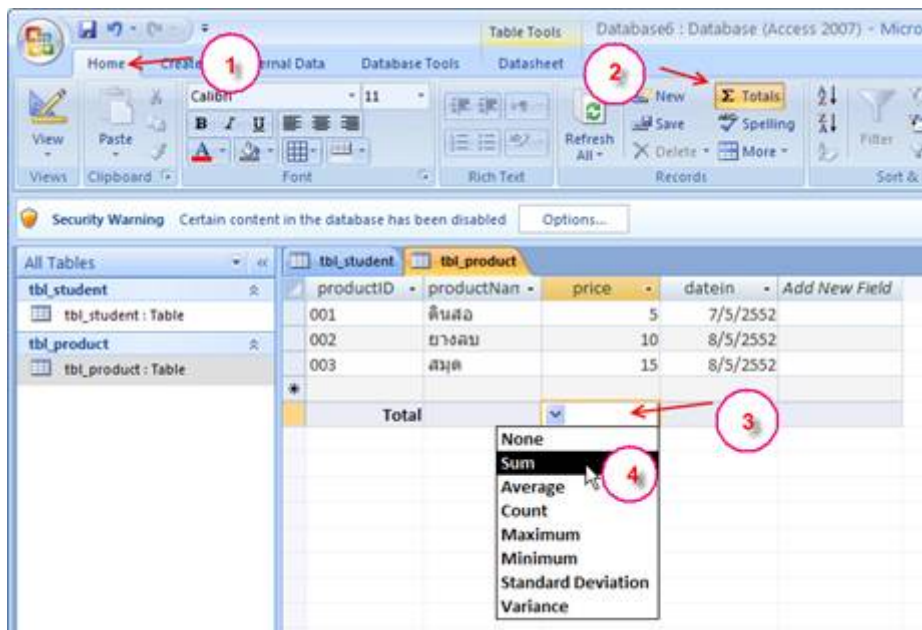 Table Tools Database6 : Database (Access 2007) - Micro
Home Create External Data Database Tools Datasheet
1
2
Calibri 11
B I U
View
Paste
Refresh All
New
Save
Delete
Σ Totals
Spelling
More
Filter
Views Clipboard Font Rich Text Records Sort &
Security Warning Certain content in the database has been disabled Options...
All Tables
tbl_student
tbl_student : Table
tbl_product
tbl_product : Table
tbl_student tbl_product
productID productNan price datein Add New Field
001 ดินสอ 5 7/5/2552
002 ยางลบ 10 8/5/2552
003 สมุด 15 8/5/2552
Total
3
None
Sum
4
Average
Count
Maximum
Minimum
Standard Deviation
Variance